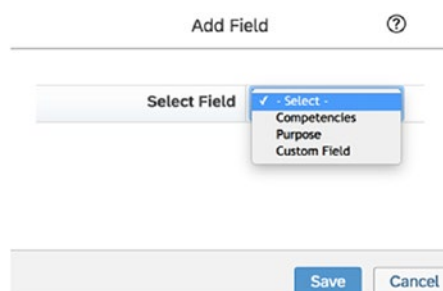 Add Field ?
Select Field ✓ - Select -
Competencies
Purpose
Custom Field
Save Cancel